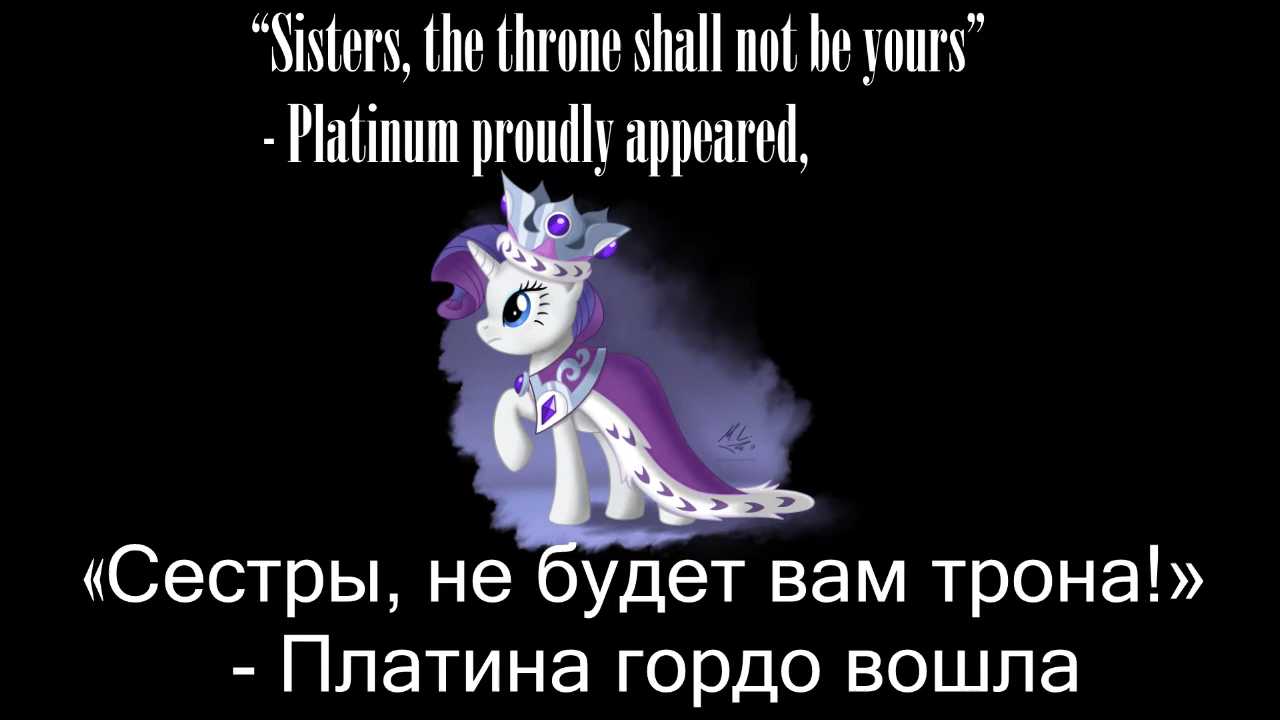 “Sisters, the throne shall not be yours”
- Platinum proudly appeared,
«Сестры, не будет вам трона!»
- Платина гордо вошла